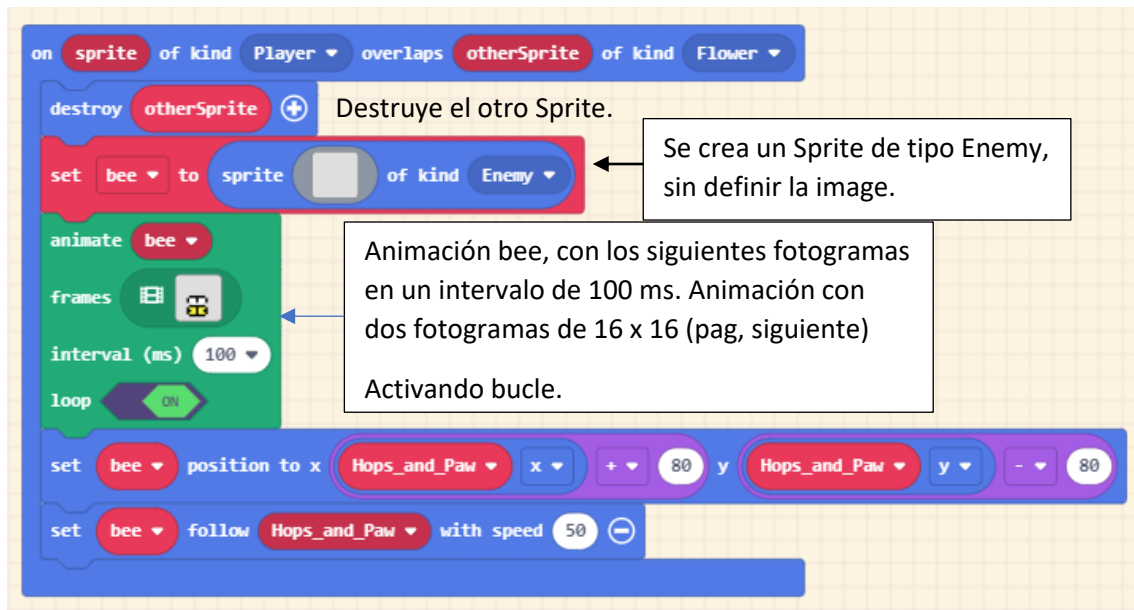 on sprite of kind Player overlaps otherSprite of kind Flower
destroy otherSprite Destruye el otro Sprite.
set bee to sprite of kind Enemy
Se crea un Sprite de tipo Enemy,
sin definir la image.
animate bee
frames
interval (ms) 100
loop ON
Animación bee, con los siguientes fotogramas
en un intervalo de 100 ms. Animación con
dos fotogramas de 16 x 16 (pag, siguiente)
Activando bucle.
set bee position to x Hops_and_Paw x + 80 y Hops_and_Paw y - 80
set bee follow Hops_and_Paw with speed 50